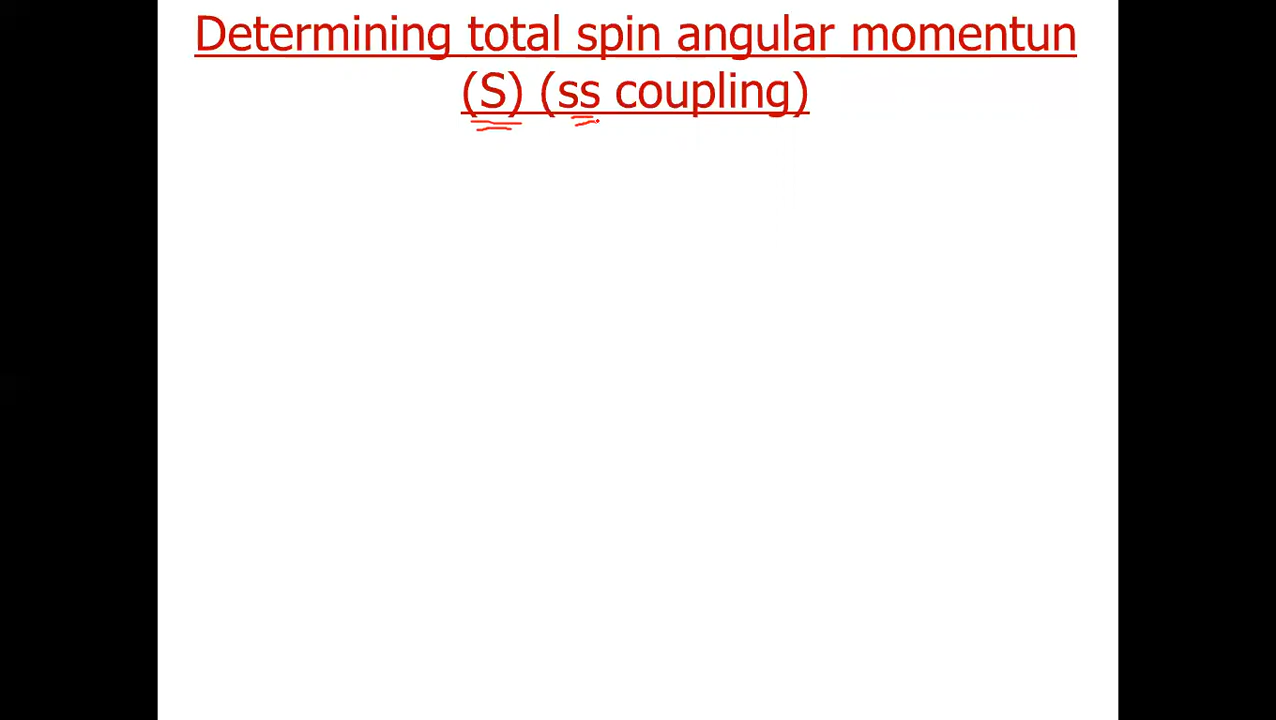 Determining total spin angular momentun
(S) (ss coupling)